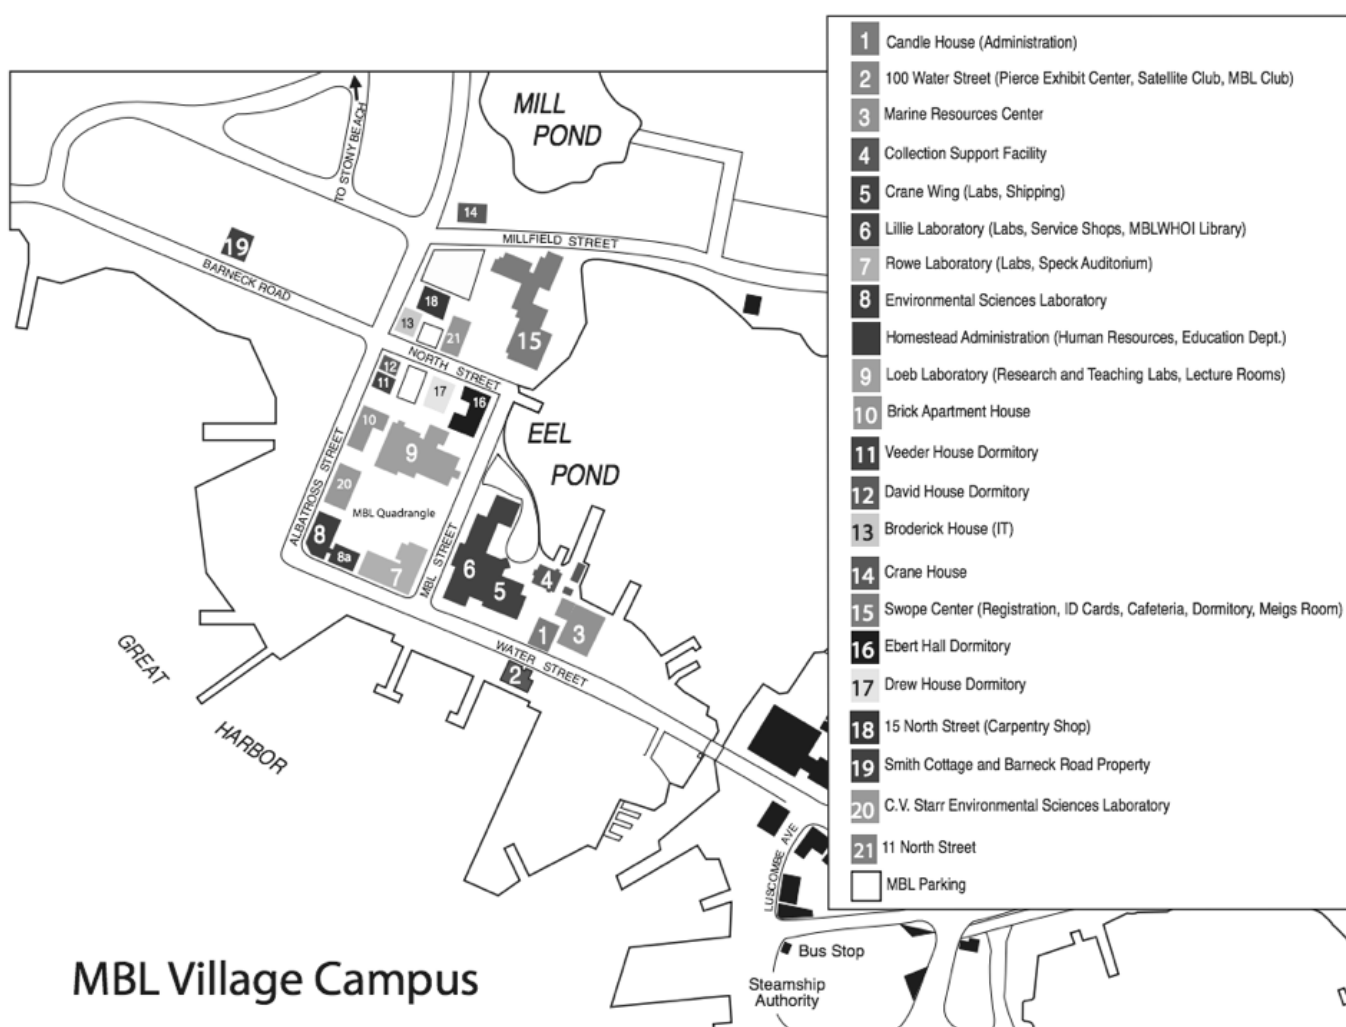 MILL
POND
TO STONY BEACH
14
MILLFIELD STREET
19
BARNECK ROAD
18
13
21
15
NORTH STREET
12
11
17
16
EEL
POND
10
9
ALBATROSS STREET
20
MBL Quadrangle
8
8a
7
MBL STREET
6
5
4
3
1
WATER STREET
2
GREAT
HARBOR
LUSCOMBE AVE
Bus Stop
Steamship
Authority
MBL Village Campus
1 Candle House (Administration)
2 100 Water Street (Pierce Exhibit Center, Satellite Club, MBL Club)
3 Marine Resources Center
4 Collection Support Facility
5 Crane Wing (Labs, Shipping)
6 Lillie Laboratory (Labs, Service Shops, MBLWHOI Library)
7 Rowe Laboratory (Labs, Speck Auditorium)
8 Environmental Sciences Laboratory
Homestead Administration (Human Resources, Education Dept.)
9 Loeb Laboratory (Research and Teaching Labs, Lecture Rooms)
10 Brick Apartment House
11 Veeder House Dormitory
12 David House Dormitory
13 Broderick House (IT)
14 Crane House
15 Swope Center (Registration, ID Cards, Cafeteria, Dormitory, Meigs Room)
16 Ebert Hall Dormitory
17 Drew House Dormitory
18 15 North Street (Carpentry Shop)
19 Smith Cottage and Barneck Road Property
20 C.V. Starr Environmental Sciences Laboratory
21 11 North Street
MBL Parking